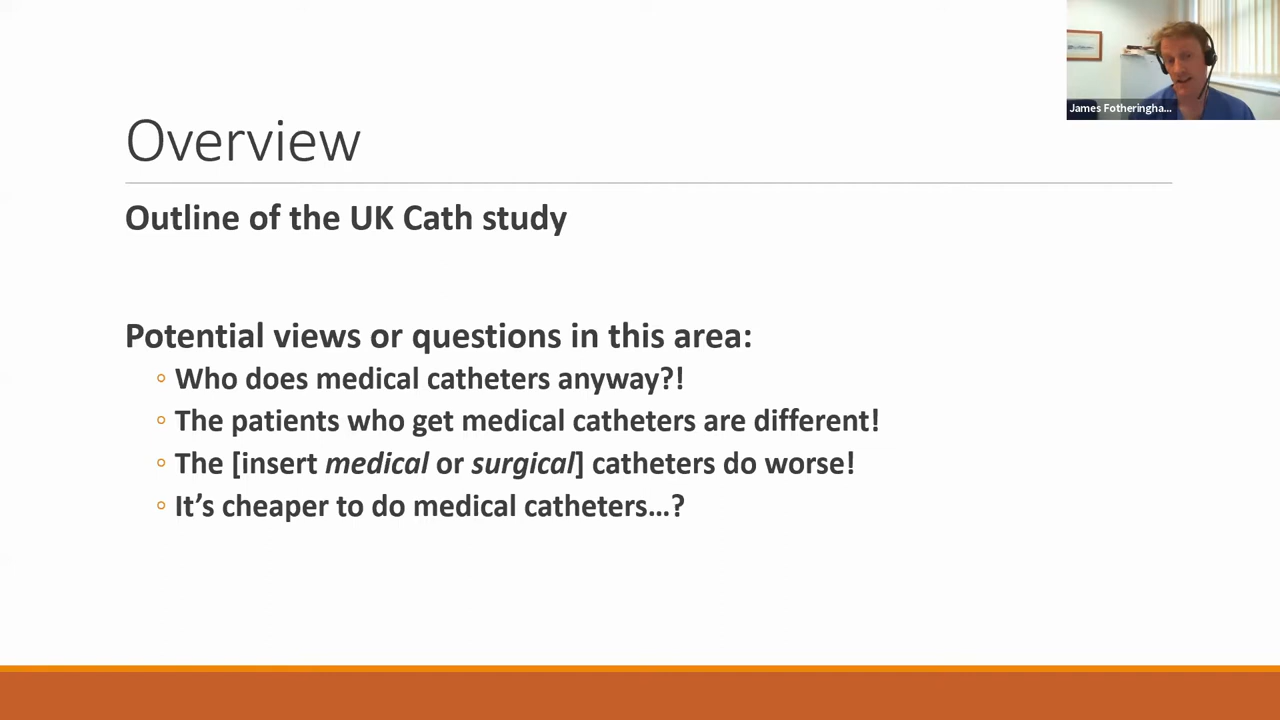 James Fotheringha...
Overview
Outline of the UK Cath study
Potential views or questions in this area:
◦ Who does medical catheters anyway?!
◦ The patients who get medical catheters are different!
◦ The [insert medical or surgical] catheters do worse!
◦ It’s cheaper to do medical catheters…?